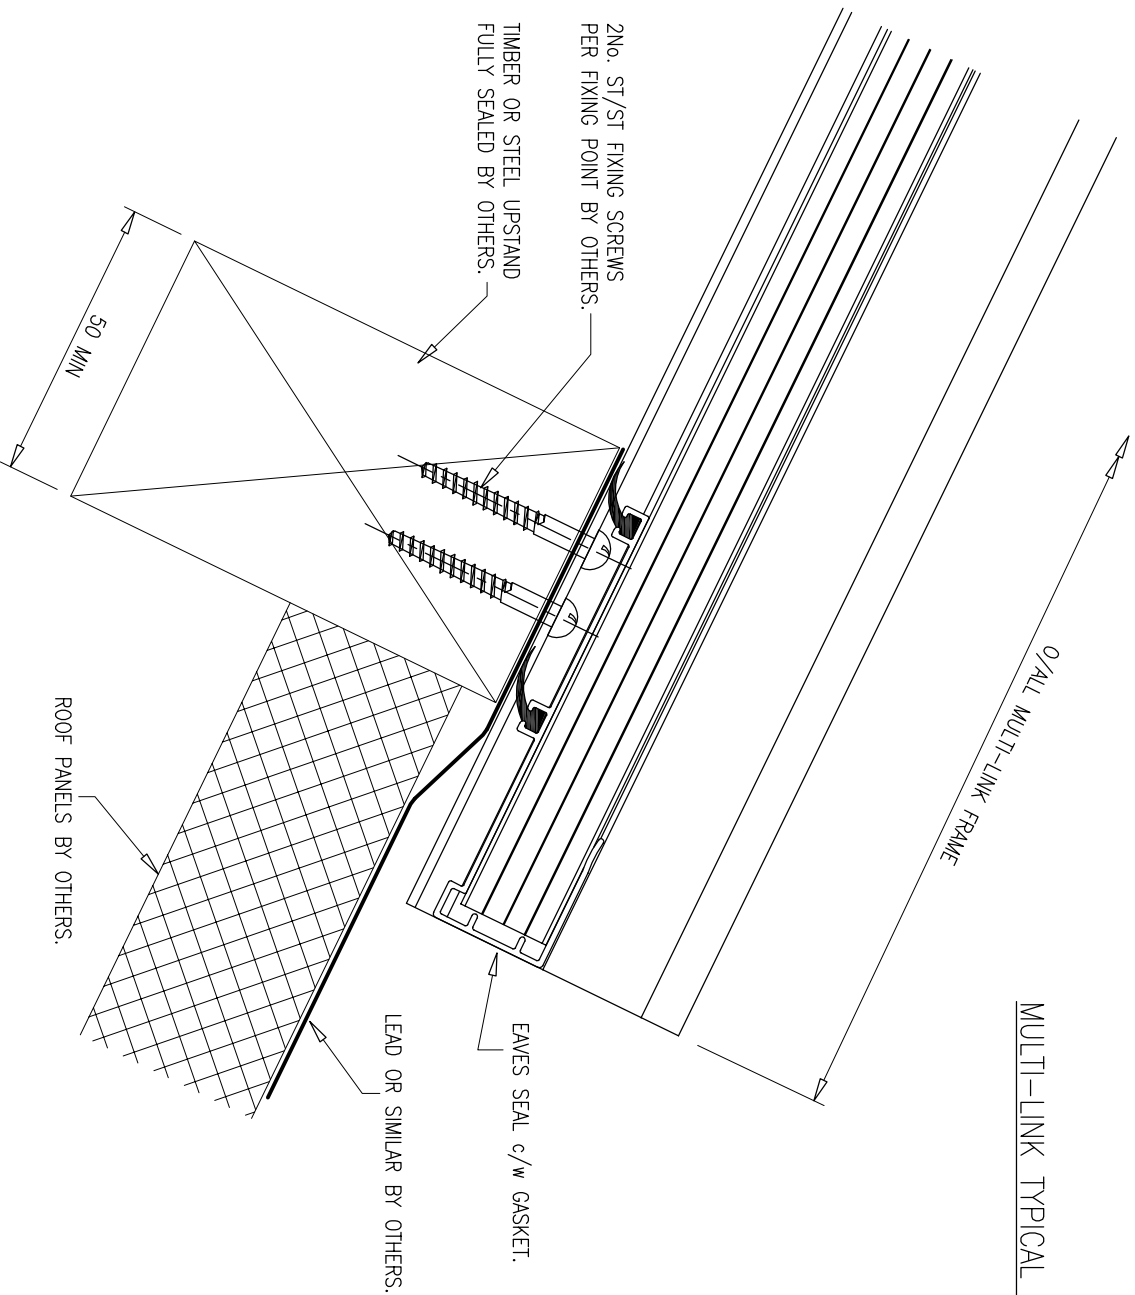 MULTI-LINK TYPICAL
O/ALL MULTI-LINK FRAME
2No. ST/ST FIXING SCREWS
PER FIXING POINT BY OTHERS.
TIMBER OR STEEL UPSTAND
FULLY SEALED BY OTHERS.
50 MIN
EAVES SEAL c/w GASKET.
LEAD OR SIMILAR BY OTHERS.
ROOF PANELS BY OTHERS.